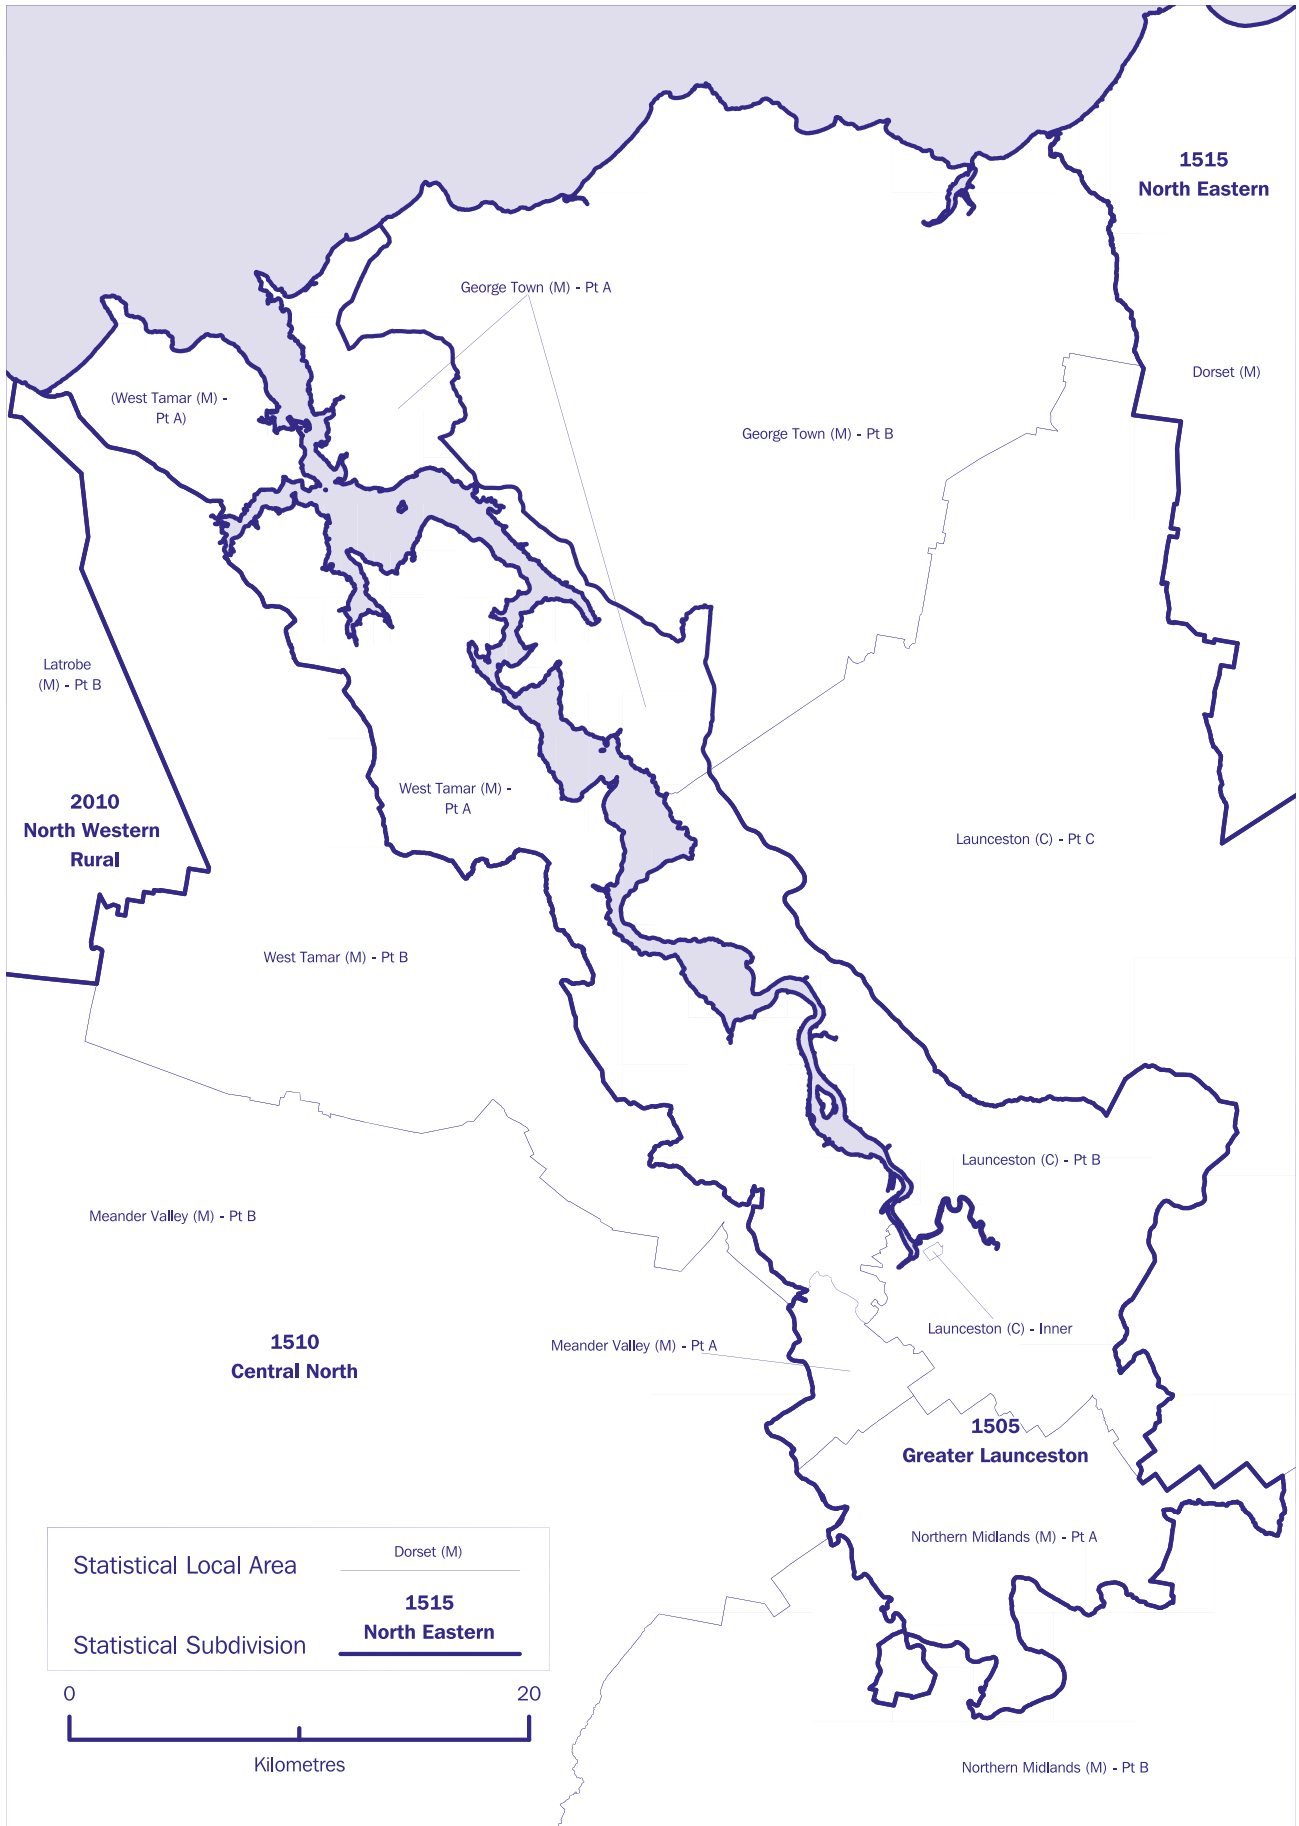 1515
North Eastern
George Town (M) - Pt A
Dorset (M)
(West Tamar (M) -
Pt A)
George Town (M) - Pt B
Latrobe
(M) - Pt B
West Tamar (M) -
Pt A
2010
North Western
Rural
Launceston (C) - Pt C
West Tamar (M) - Pt B
Launceston (C) - Pt B
Meander Valley (M) - Pt B
Launceston (C) - Inner
1510
Central North
Meander Valley (M) - Pt A
1505
Greater Launceston
Northern Midlands (M) - Pt A
Statistical Local Area
Dorset (M)
1515
North Eastern
Statistical Subdivision
0 20
Kilometres
Northern Midlands (M) - Pt B